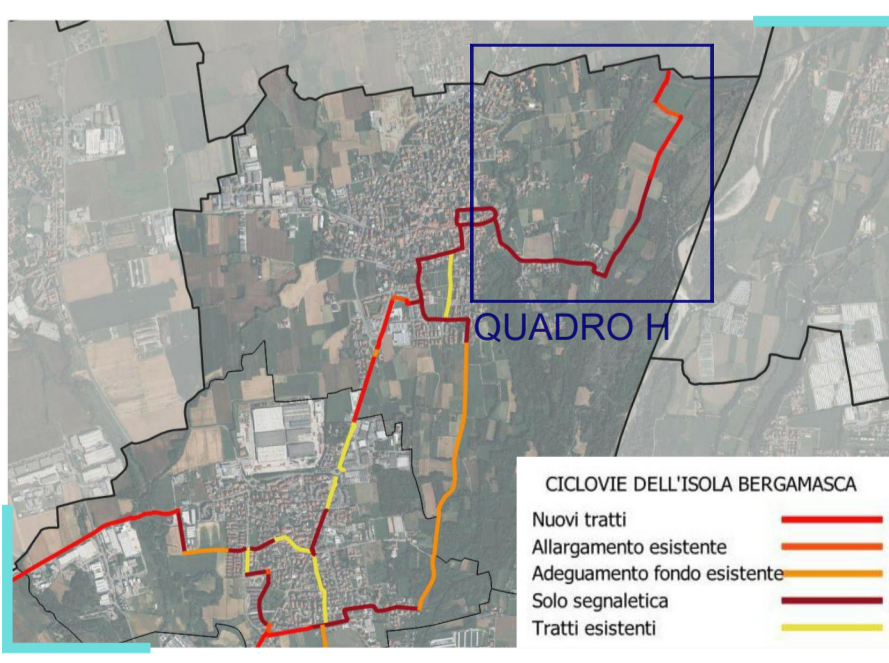 QUADRO H
CICLOVIE DELL'ISOLA BERGAMASCA
Nuovi tratti
Allargamento esistente
Adeguamento fondo esistente
Solo segnaletica
Tratti esistenti